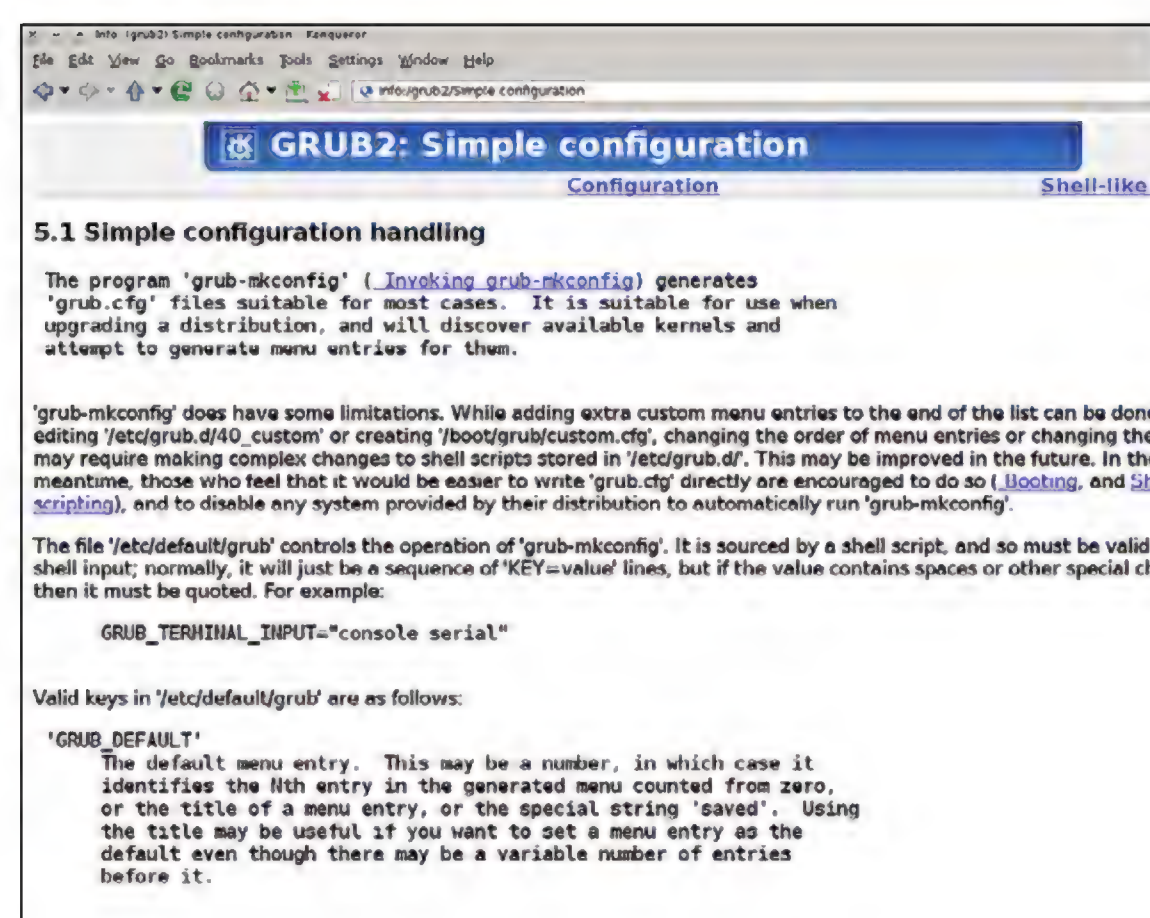 Info: (grub2) Simple configuration Konqueror
File Edit View Go Bookmarks Tools Settings Window Help
info:/grub2/Simple configuration
GRUB2: Simple configuration
Configuration Shell-like
5.1 Simple configuration handling
The program 'grub-mkconfig' ( Invoking grub-mkconfig) generates
'grub.cfg' files suitable for most cases. It is suitable for use when
upgrading a distribution, and will discover available kernels and
attempt to generate menu entries for them.
'grub-mkconfig' does have some limitations. While adding extra custom menu entries to the end of the list can be done
editing '/etc/grub.d/40_custom' or creating '/boot/grub/custom.cfg', changing the order of menu entries or changing the
may require making complex changes to shell scripts stored in '/etc/grub.d/'. This may be improved in the future. In the
meantime, those who feel that it would be easier to write 'grub.cfg' directly are encouraged to do so ( Booting, and Sh
scripting), and to disable any system provided by their distribution to automatically run 'grub-mkconfig'.
The file '/etc/default/grub' controls the operation of 'grub-mkconfig'. It is sourced by a shell script, and so must be valid
shell input; normally, it will just be a sequence of 'KEY=value' lines, but if the value contains spaces or other special ch
then it must be quoted. For example:
GRUB_TERMINAL_INPUT="console serial"
Valid keys in '/etc/default/grub' are as follows:
'GRUB_DEFAULT'
The default menu entry. This may be a number, in which case it
identifies the Nth entry in the generated menu counted from zero,
or the title of a menu entry, or the special string 'saved'. Using
the title may be useful if you want to set a menu entry as the
default even though there may be a variable number of entries
before it.